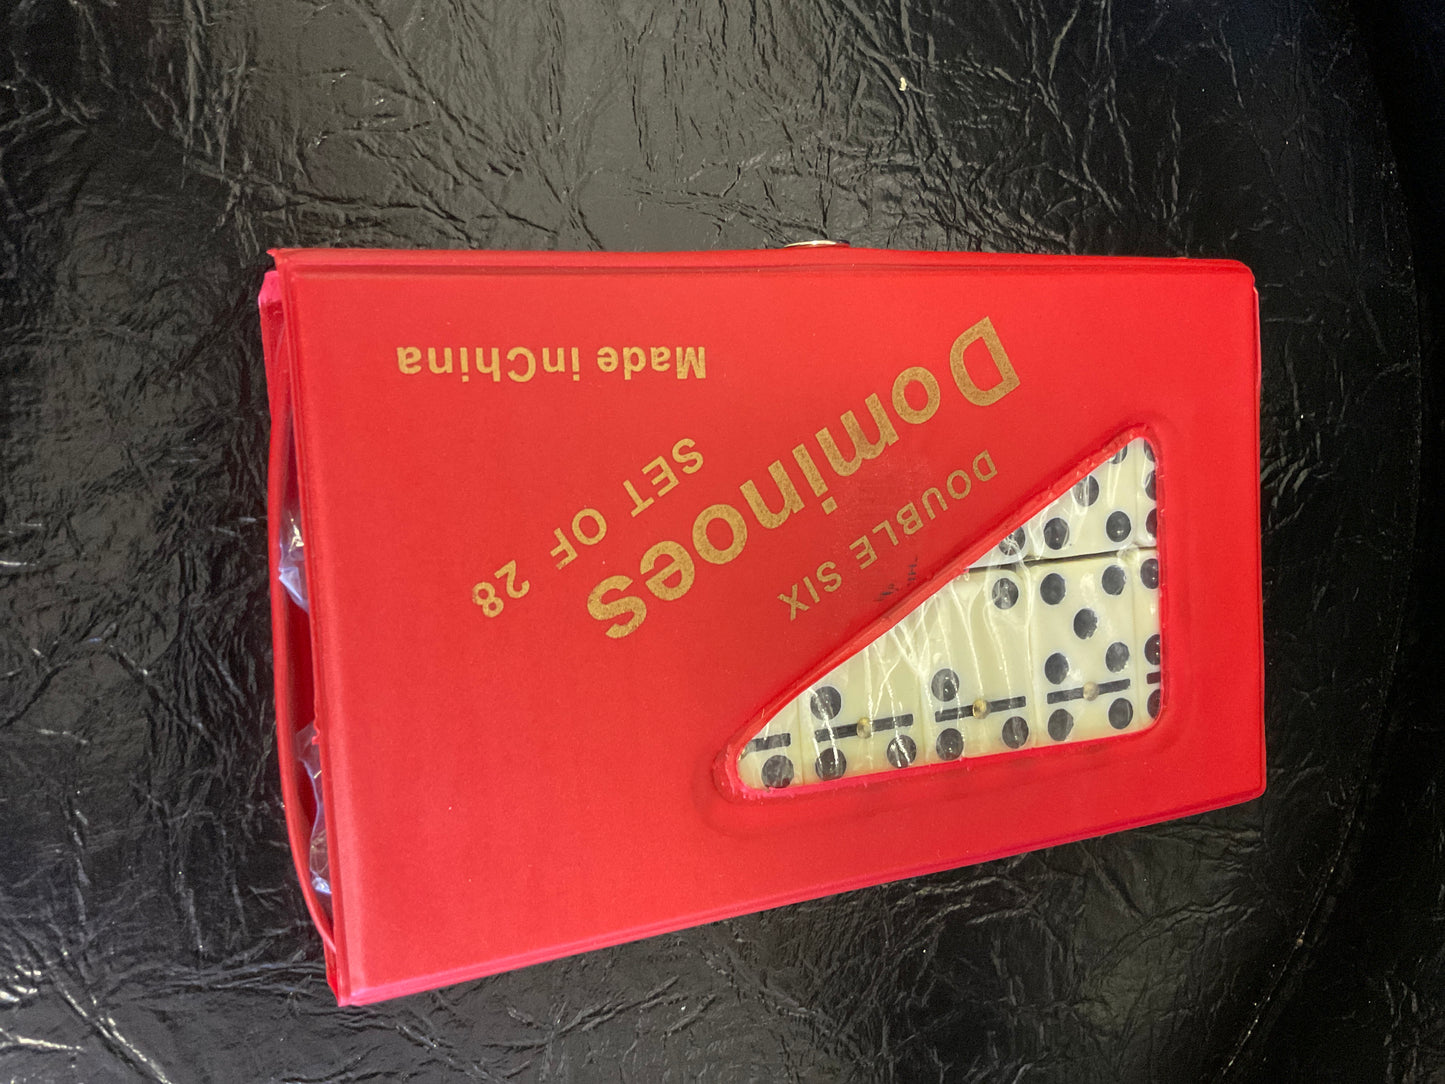 DOUBLE SIX
Dominoes
SET OF 28
Made inChina